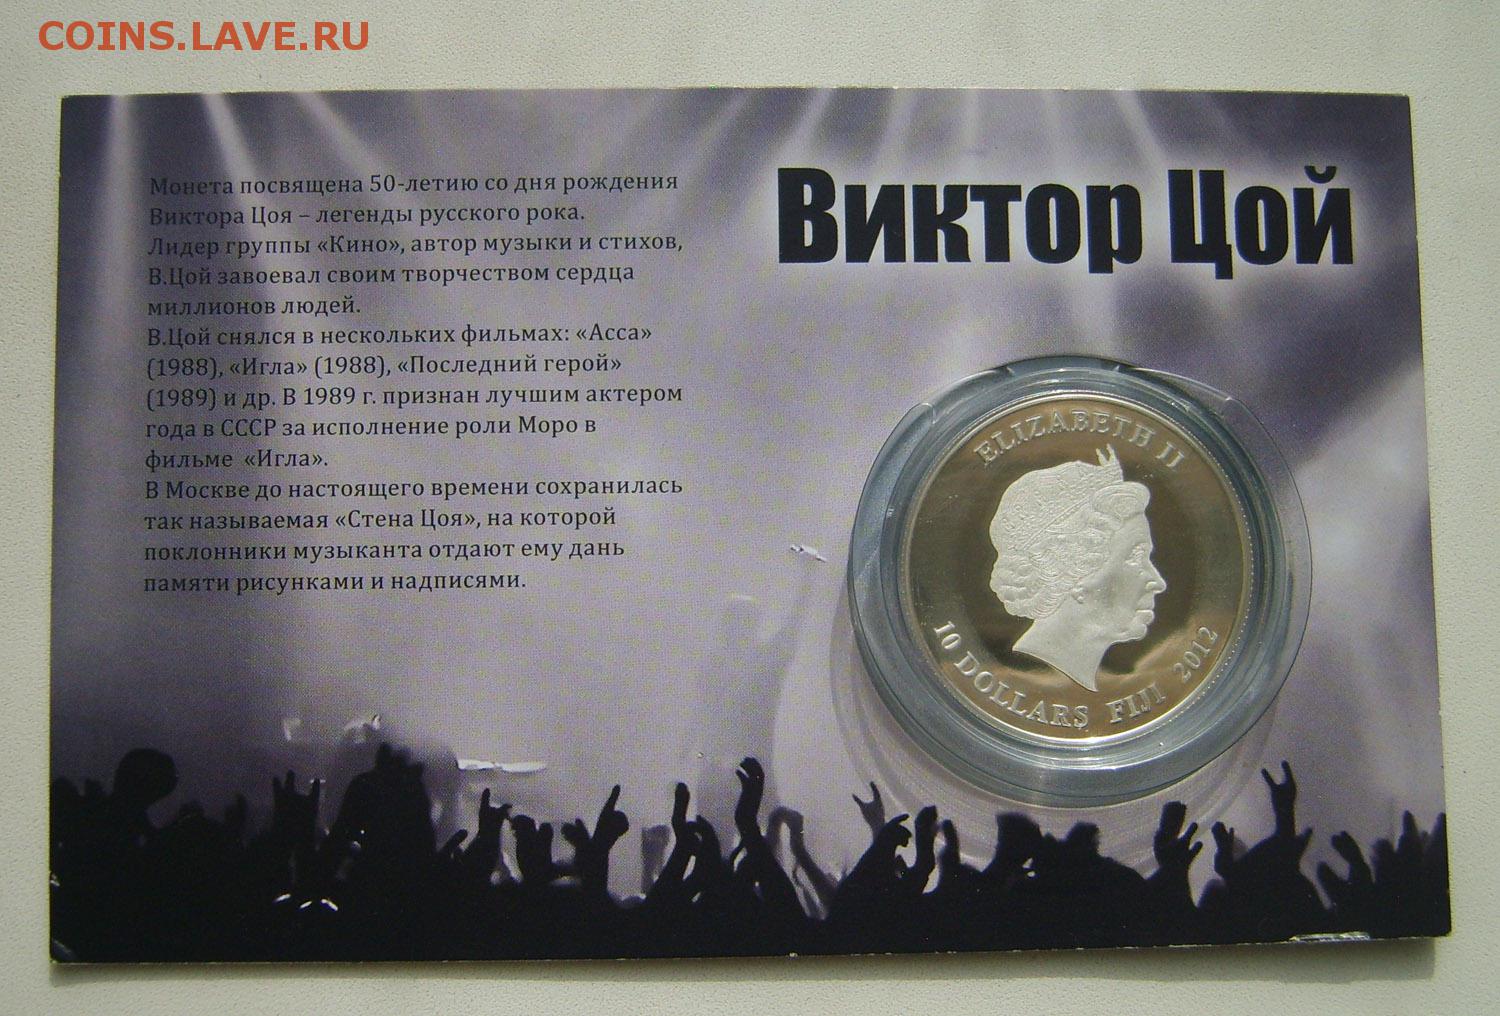 COINS.LAVE.RU
Монета посвящена 50-летию со дня рождения
Виктора Цоя – легенды русского рока.
Лидер группы «Кино», автор музыки и стихов,
В.Цой завоевал своим творчеством сердца
миллионов людей.
В.Цой снялся в нескольких фильмах: «Асса»
(1988), «Игла» (1988), «Последний герой»
(1989) и др. В 1989 г. признан лучшим актером
года в СССР за исполнение роли Моро в
фильме «Игла».
В Москве до настоящего времени сохранилась
так называемая «Стена Цоя», на которой
поклонники музыканта отдают ему дань
памяти рисунками и надписями.
Виктор Цой
ELIZABETH II
10 DOLLARS FIJI 2012